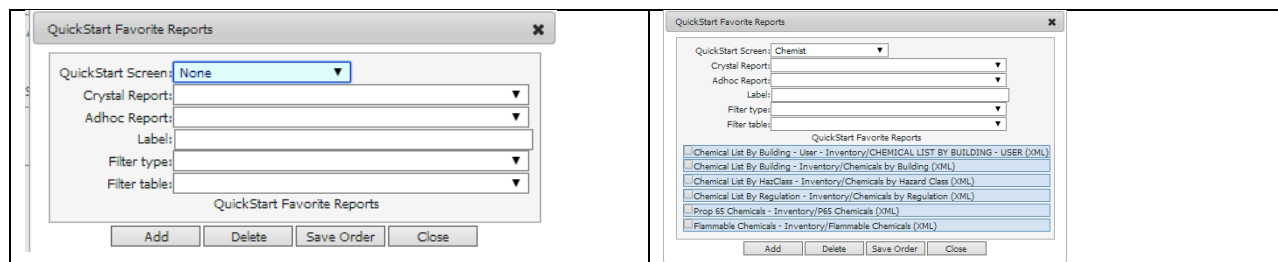 QuickStart Favorite Reports
QuickStart Screen: None
Crystal Report:
Adhoc Report:
Label:
Filter type:
Filter table:
QuickStart Favorite Reports
Add Delete Save Order Close
QuickStart Favorite Reports
QuickStart Screen: Chemist
Crystal Report:
Adhoc Report:
Label:
Filter type:
Filter table:
QuickStart Favorite Reports
Chemical List By Building - User - Inventory/CHEMICAL LIST BY BUILDING - USER (XML)
Chemical List By Building - Inventory/Chemicals by Building (XML)
Chemical List By HazClass - Inventory/Chemicals by Hazard Class (XML)
Chemical List By Regulation - Inventory/Chemicals by Regulation (XML)
Prop 65 Chemicals - Inventory/P65 Chemicals (XML)
Flammable Chemicals - Inventory/Flammable Chemicals (XML)
Add Delete Save Order Close